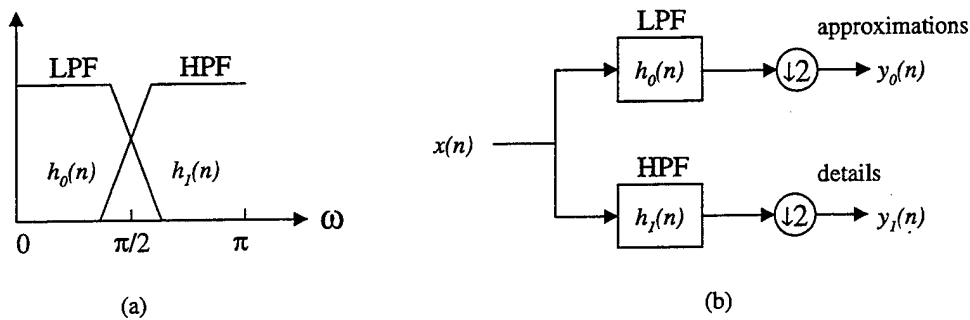 LPF HPF
h₀(n) h₁(n)
0 π/2 π ω
(a)
LPF
h₀(n)
↓2
approximations
y₀(n)
x(n)
HPF
h₁(n)
↓2
details
y₁(n)
(b)